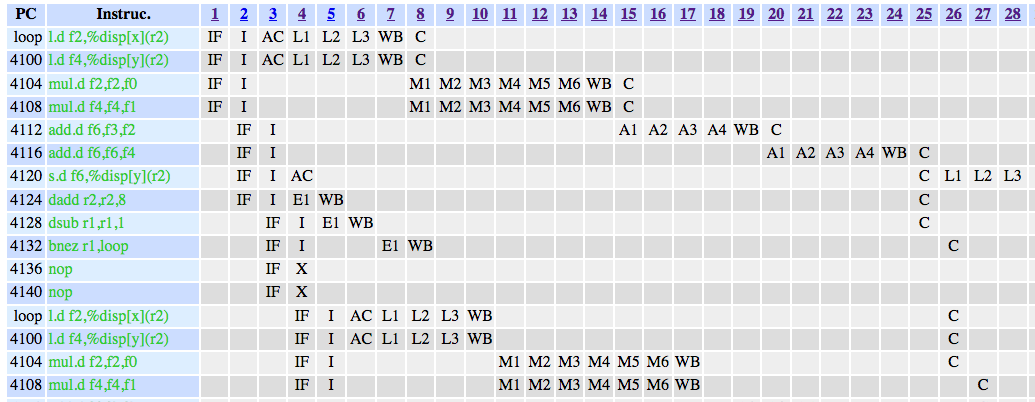 PC Instruc. 1 2 3 4 5 6 7 8 9 10 11 12 13 14 15 16 17 18 19 20 21 22 23 24 25 26 27 28
loop l.d f2,%disp[x](r2) IF I AC L1 L2 L3 WB C
4100 l.d f4,%disp[y](r2) IF I AC L1 L2 L3 WB C
4104 mul.d f2,f2,f0 IF I M1 M2 M3 M4 M5 M6 WB C
4108 mul.d f4,f4,f1 IF I M1 M2 M3 M4 M5 M6 WB C
4112 add.d f6,f3,f2 IF I A1 A2 A3 A4 WB C
4116 add.d f6,f6,f4 IF I A1 A2 A3 A4 WB C
4120 s.d f6,%disp[y](r2) IF I AC C L1 L2 L3
4124 dadd r2,r2,8 IF I E1 WB C
4128 dsub r1,r1,1 IF I E1 WB C
4132 bnez r1,loop IF I E1 WB C
4136 nop IF X
4140 nop IF X
loop l.d f2,%disp[x](r2) IF I AC L1 L2 L3 WB C
4100 l.d f4,%disp[y](r2) IF I AC L1 L2 L3 WB C
4104 mul.d f2,f2,f0 IF I M1 M2 M3 M4 M5 M6 WB C
4108 mul.d f4,f4,f1 IF I M1 M2 M3 M4 M5 M6 WB C